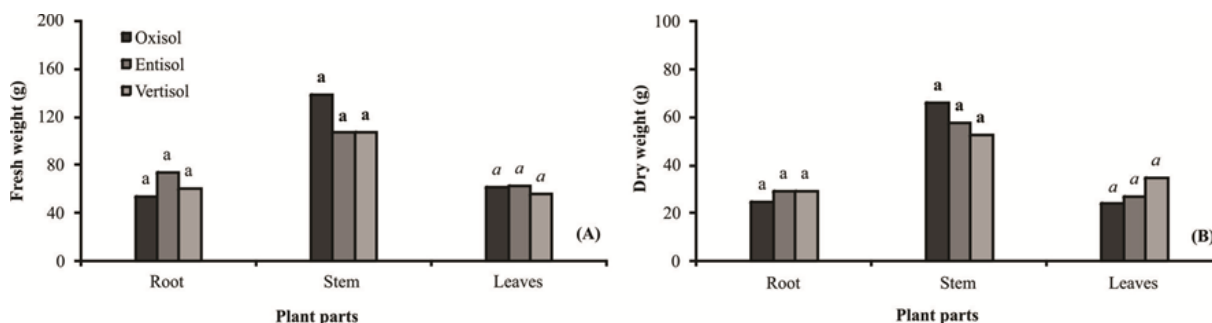 200
160
120
80
40
0
Fresh weight (g)
Oxisol
Entisol
Vertisol
a a a
a a a
a a a
Root Stem Leaves
Plant parts
(A)
100
80
60
40
20
0
Dry weight (g)
a a a
a a a
a a a
Root Stem Leaves
Plant parts
(B)